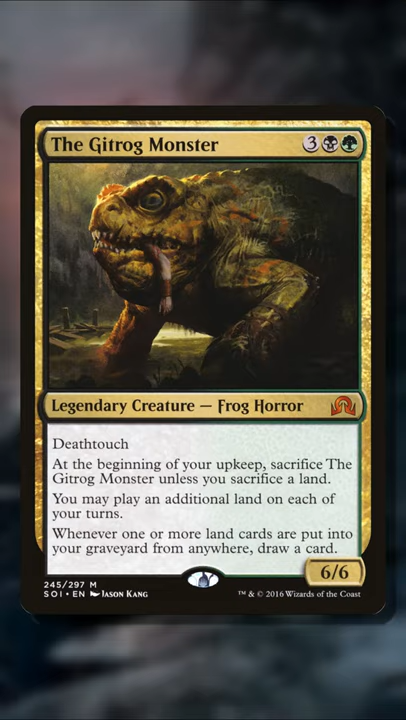 The Gitrog Monster 3
Legendary Creature — Frog Horror
Deathtouch
At the beginning of your upkeep, sacrifice The
Gitrog Monster unless you sacrifice a land.
You may play an additional land on each of
your turns.
Whenever one or more land cards are put into
your graveyard from anywhere, draw a card.
6/6
245/297 M
SOI • EN Jason Kang
™ & © 2016 Wizards of the Coast